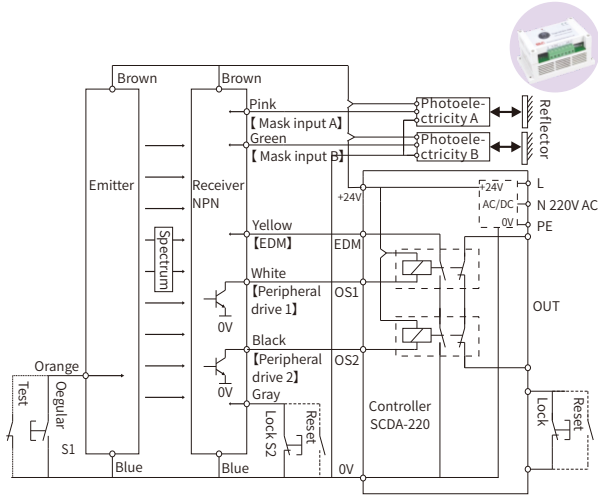 Brown
Brown
Pink
【 Mask input A】
Green
【 Mask input B】
Photoele-
ctricity A
Photoele-
ctricity B
Reflector
Emitter
Receiver
NPN
+24V
+24V
AC/DC
0V
L
N 220V AC
PE
Yellow
【EDM】
EDM
Spectrum
White
【Peripheral
drive 1】
OS1
0V
OUT
Black
【Peripheral
drive 2】
OS2
0V
Orange
Test
Oegular
S1
Gray
Lock S2
Reset
Controller
SCDA-220
Lock
Reset
Blue
Blue
0V